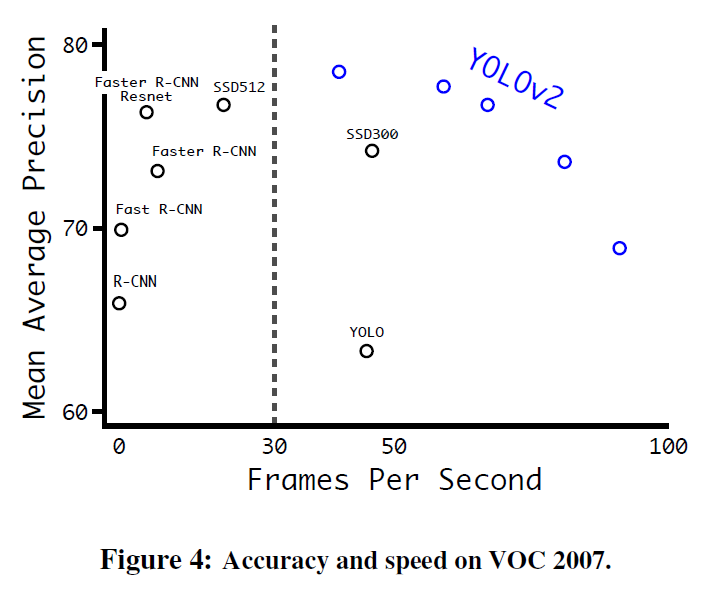 80
Faster R-CNN
Resnet
SSD512
YOLOv2
SSD300
Faster R-CNN
Fast R-CNN
70
R-CNN
YOLO
60
Mean Average Precision
0
30
50
100
Frames Per Second
Figure 4: Accuracy and speed on VOC 2007.